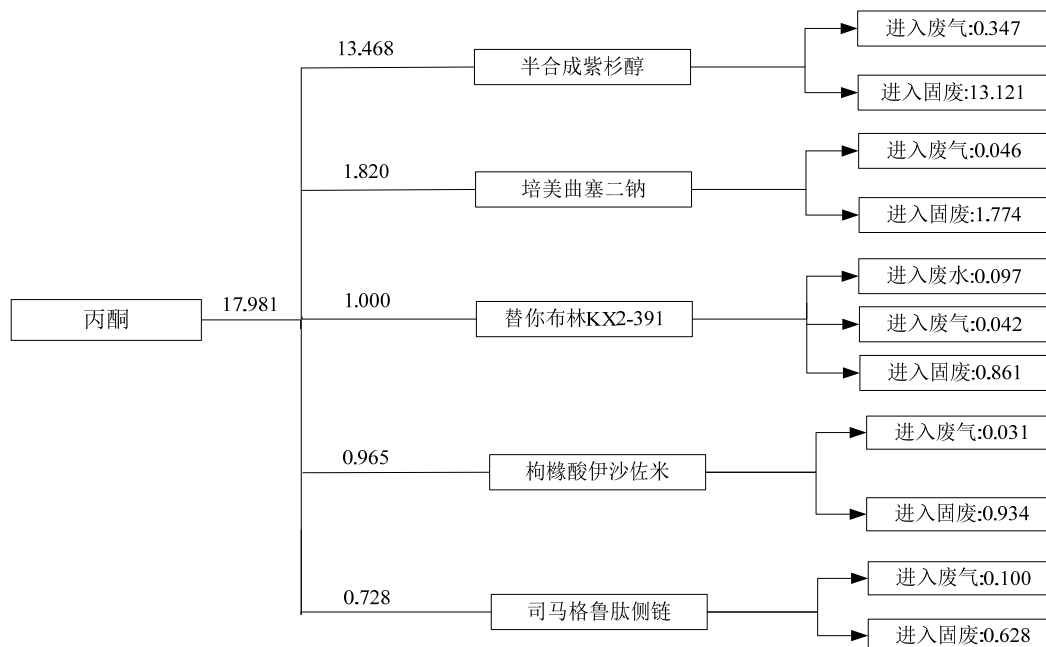 丙酮
17.981
13.468
半合成紫杉醇
进入废气:0.347
进入固废:13.121
1.820
培美曲塞二钠
进入废气:0.046
进入固废:1.774
1.000
替你布林KX2-391
进入废水:0.097
进入废气:0.042
进入固废:0.861
0.965
枸橼酸伊沙佐米
进入废气:0.031
进入固废:0.934
0.728
司马格鲁肽侧链
进入废气:0.100
进入固废:0.628